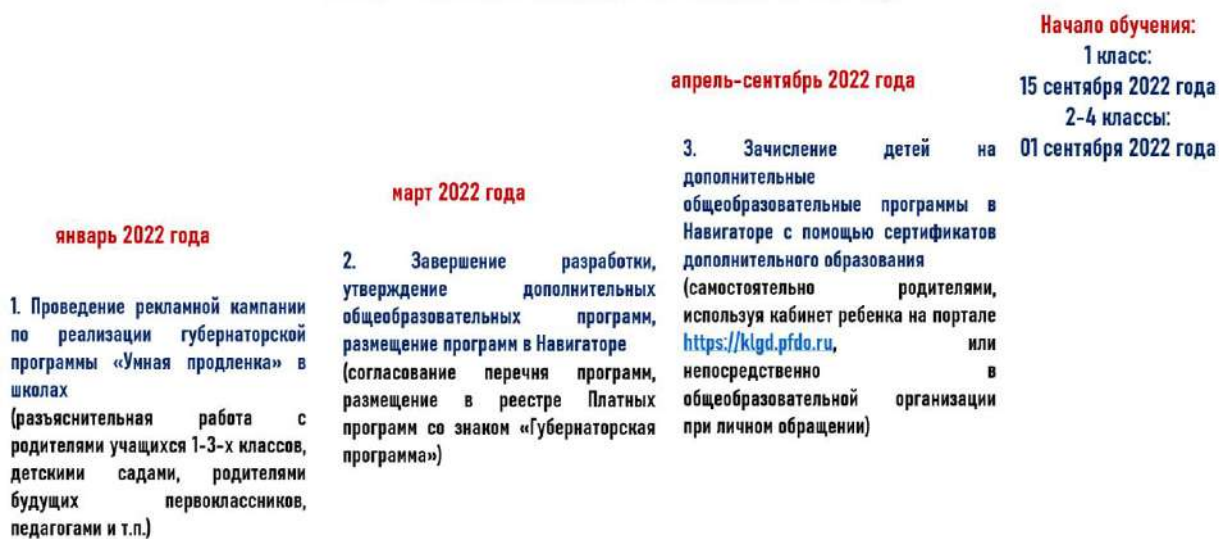 январь 2022 года
1. Проведение рекламной кампании
по реализации губернаторской
программы «Умная продленка» в
школах
(разъяснительная работа с
родителями учащихся 1-3-х классов,
детскими садами, родителями
будущих первоклассников,
педагогами и т.п.)
март 2022 года
2. Завершение разработки,
утверждение дополнительных
общеобразовательных программ,
размещение программ в Навигаторе
(согласование перечня программ,
размещение в реестре Платных
программ со знаком «Губернаторская
программа»)
апрель-сентябрь 2022 года
3. Зачисление детей на
дополнительные
общеобразовательные программы в
Навигаторе с помощью сертификатов
дополнительного образования
(самостоятельно родителями,
используя кабинет ребенка на портале
https://klgd.pfdo.ru, или
непосредственно в
общеобразовательной организации
при личном обращении)
Начало обучения:
1 класс:
15 сентября 2022 года
2-4 классы:
01 сентября 2022 года